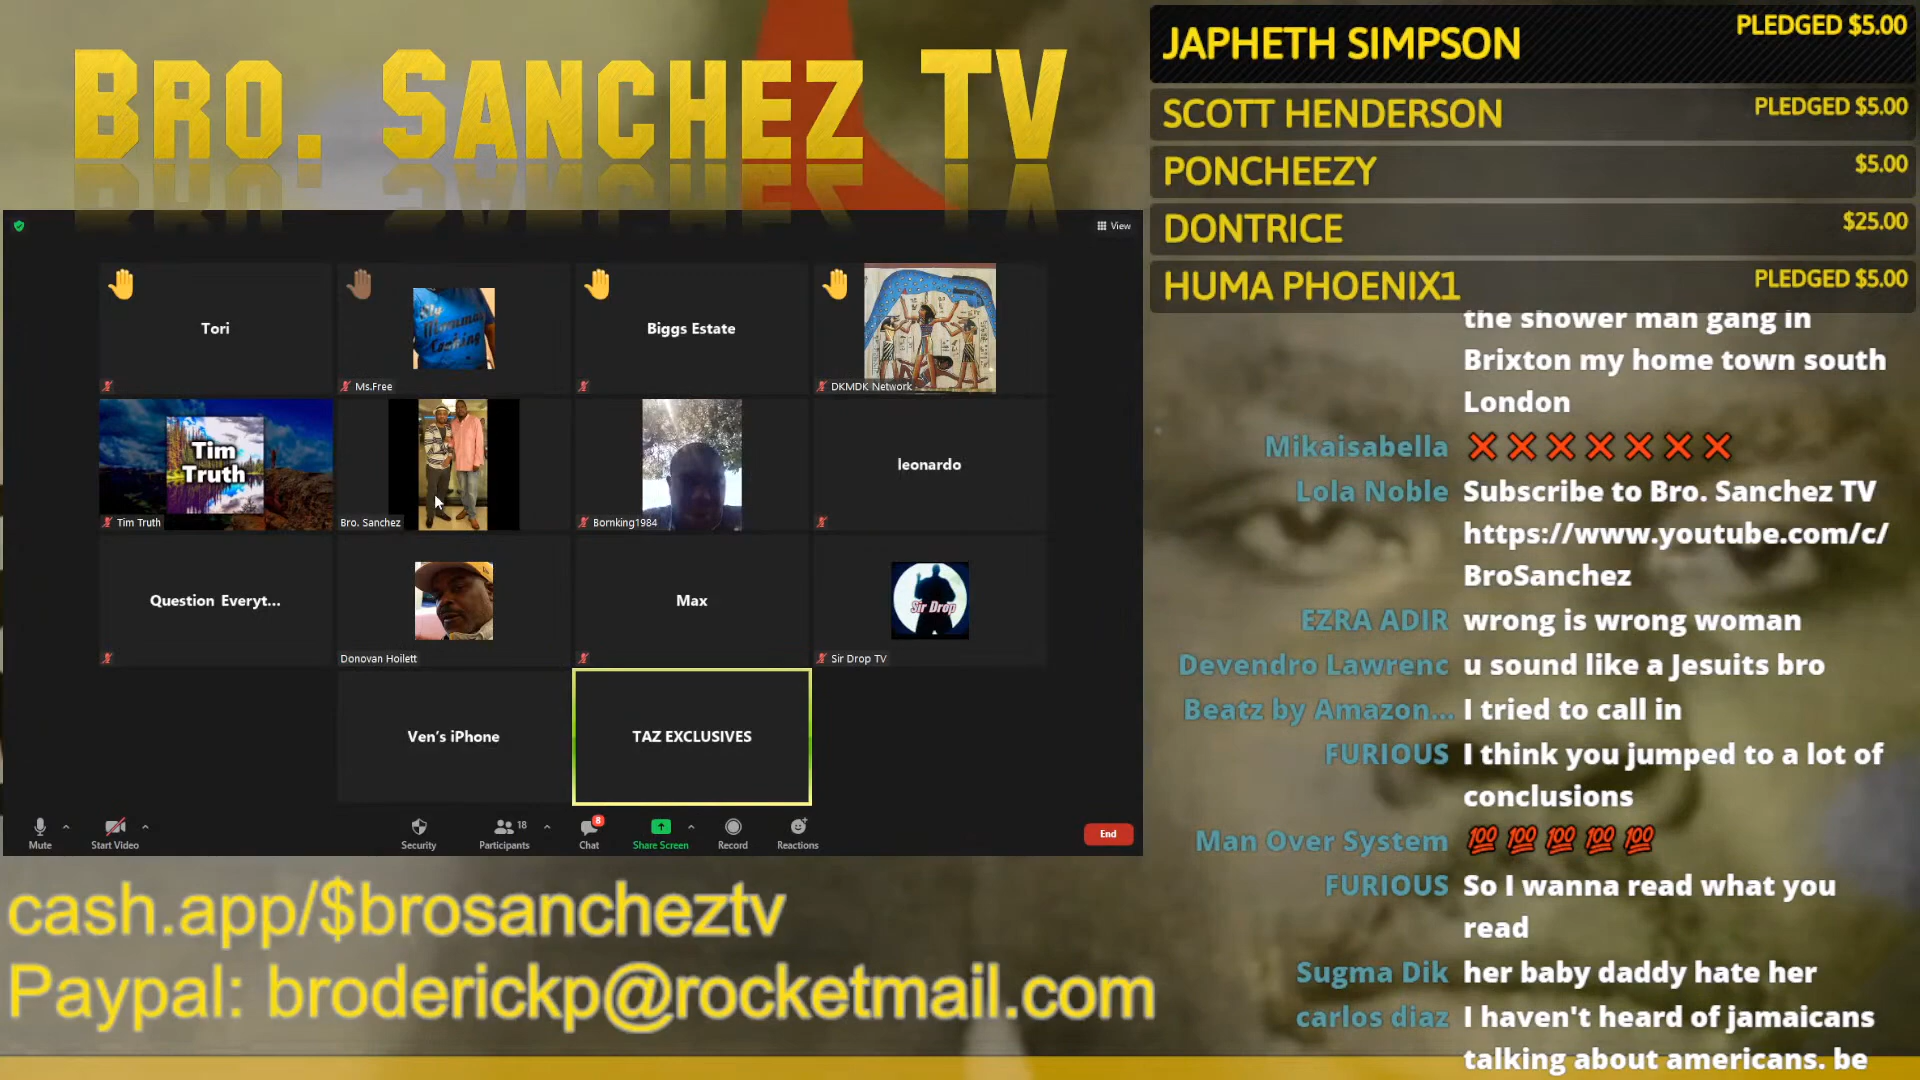 BRO. SANCHEZ TV
View
Tori
Ms.Free
Biggs Estate
DKMDK Network
Tim
Truth
Tim Truth
Bro. Sanchez
Bornking1984
leonardo
Question Everyt...
Donovan Hoilett
Max
Sir Drop
Sir Drop TV
Ven's iPhone
TAZ EXCLUSIVES
Mute
Start Video
Security
18
Participants
8
Chat
Share Screen
Record
Reactions
End
cash.app/$brosancheztv
Paypal: broderickp@rocketmail.com
JAPHETH SIMPSON PLEDGED $5.00
SCOTT HENDERSON PLEDGED $5.00
PONCHEEZY $5.00
DONTRICE $25.00
HUMA PHOENIX1 PLEDGED $5.00
the shower man gang in
Brixton my home town south
London
Mikaisabella ❌❌❌❌❌❌❌
Lola Noble Subscribe to Bro. Sanchez TV
https://www.youtube.com/c/
BroSanchez
EZRA ADIR wrong is wrong woman
Devendro Lawrenc u sound like a Jesuits bro
Beatz by Amazon... I tried to call in
FURIOUS I think you jumped to a lot of
conclusions
Man Over System 💯💯💯💯💯
FURIOUS So I wanna read what you
read
Sugma Dik her baby daddy hate her
carlos diaz I haven't heard of jamaicans
talking about americans. be